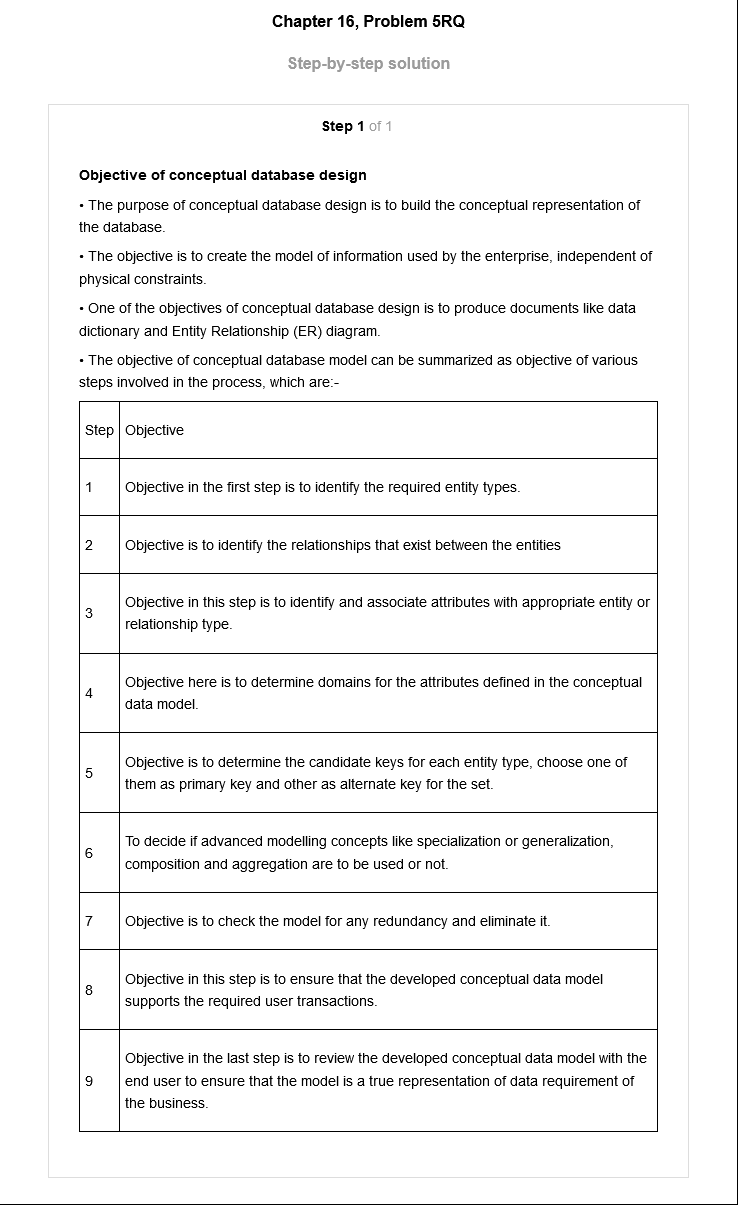 Chapter 16, Problem 5RQ
Step-by-step solution
Step 1 of 1
Objective of conceptual database design
• The purpose of conceptual database design is to build the conceptual representation of
the database.
• The objective is to create the model of information used by the enterprise, independent of
physical constraints.
• One of the objectives of conceptual database design is to produce documents like data
dictionary and Entity Relationship (ER) diagram.
• The objective of conceptual database model can be summarized as objective of various
steps involved in the process, which are:-
Step Objective
1 Objective in the first step is to identify the required entity types.
2 Objective is to identify the relationships that exist between the entities
3 Objective in this step is to identify and associate attributes with appropriate entity or
relationship type.
4 Objective here is to determine domains for the attributes defined in the conceptual
data model.
5 Objective is to determine the candidate keys for each entity type, choose one of
them as primary key and other as alternate key for the set.
6 To decide if advanced modelling concepts like specialization or generalization,
composition and aggregation are to be used or not.
7 Objective is to check the model for any redundancy and eliminate it.
8 Objective in this step is to ensure that the developed conceptual data model
supports the required user transactions.
9 Objective in the last step is to review the developed conceptual data model with the
end user to ensure that the model is a true representation of data requirement of
the business.